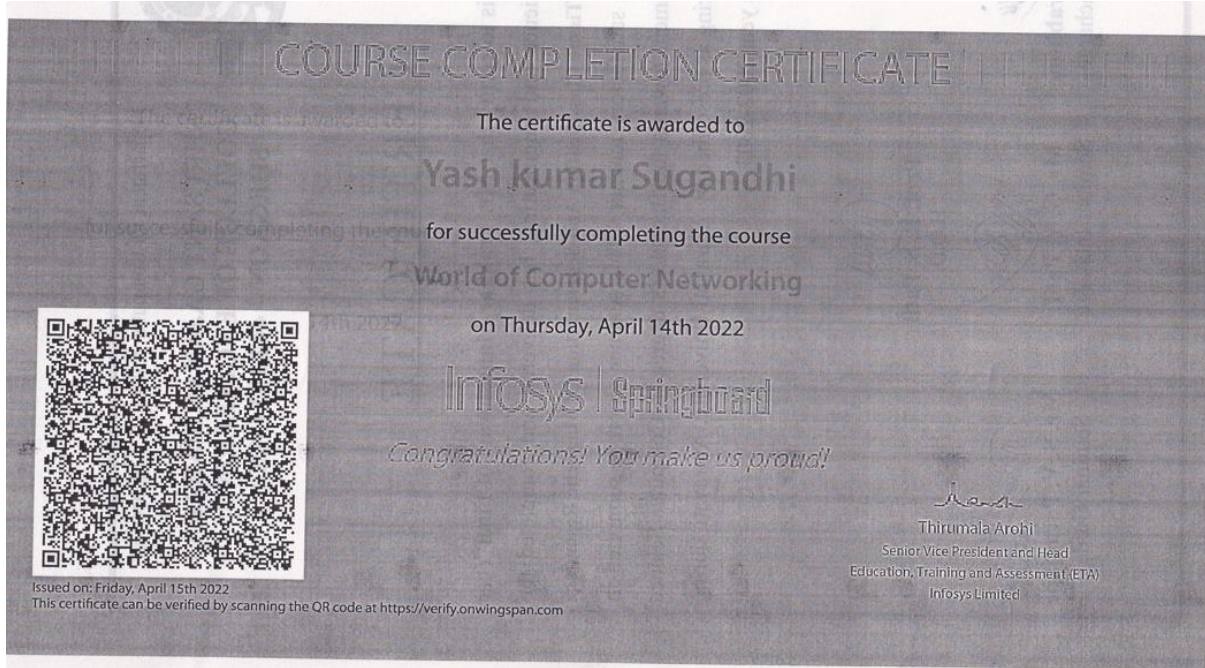 COURSE COMPLETION CERTIFICATE
The certificate is awarded to
Yash kumar Sugandhi
for successfully completing the course
World of Computer Networking
on Thursday, April 14th 2022
Infosys | Springboard
Congratulations! You make us proud!
Thirumala Arohi
Senior Vice President and Head
Education, Training and Assessment (ETA)
Infosys Limited
Issued on: Friday, April 15th 2022
This certificate can be verified by scanning the QR code at https://verify.onwingspan.com